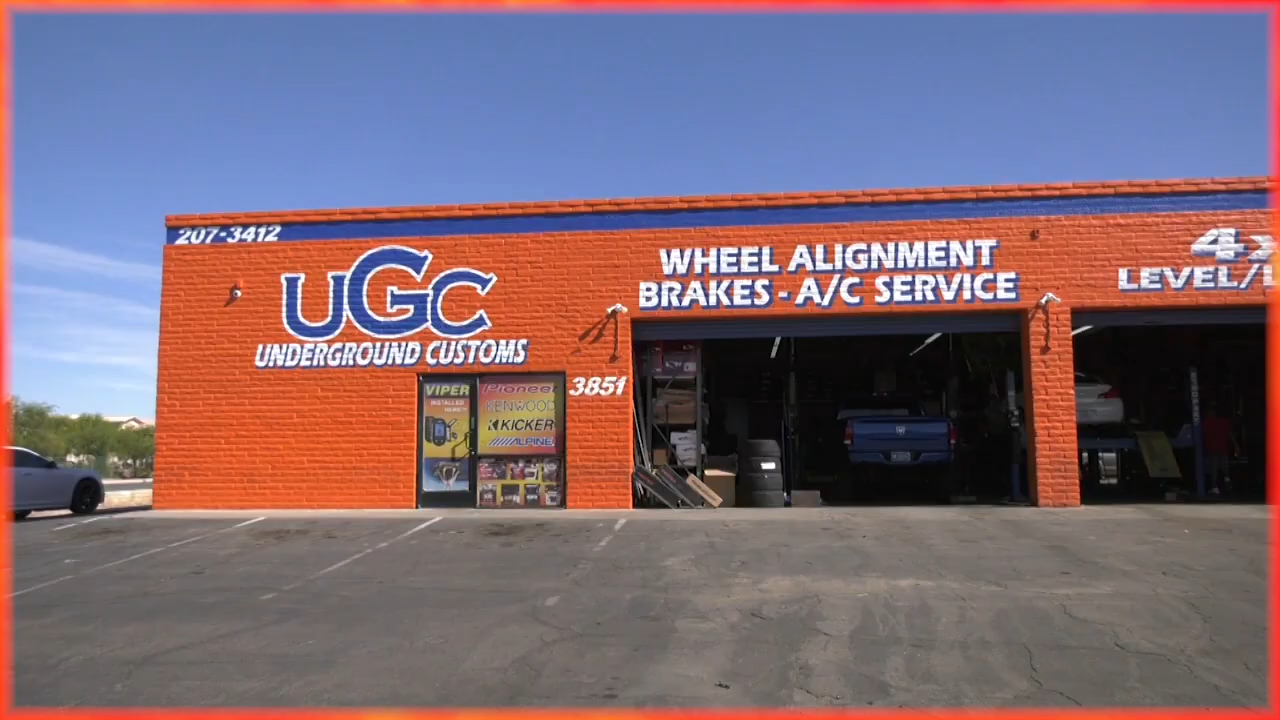 207-3412
UGC
UNDERGROUND CUSTOMS
WHEEL ALIGNMENT
BRAKES - A/C SERVICE
LEVEL/L
3851
VIPER
INSTALLED
HERE!!
Pioneer
KENWOOD
KICKER
ALPINE